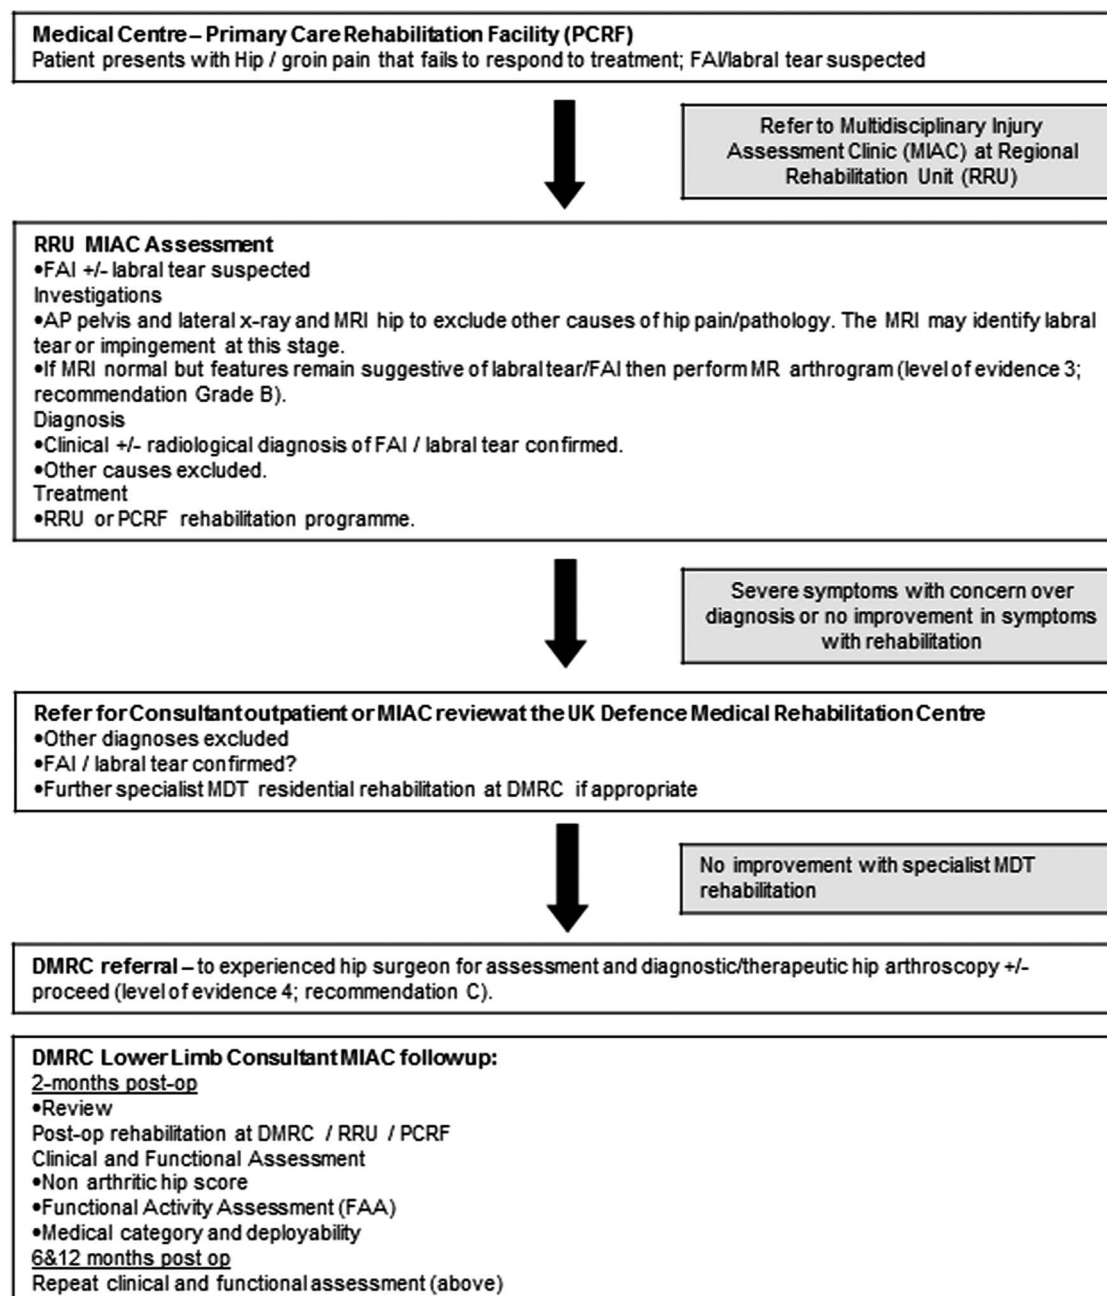 Medical Centre – Primary Care Rehabilitation Facility (PCRF)
Patient presents with Hip / groin pain that fails to respond to treatment; FAI/labral tear suspected
Refer to Multidisciplinary Injury
Assessment Clinic (MIAC) at Regional
Rehabilitation Unit (RRU)
RRU MIAC Assessment
•FAI +/- labral tear suspected
Investigations
•AP pelvis and lateral x-ray and MRI hip to exclude other causes of hip pain/pathology. The MRI may identify labral
tear or impingement at this stage.
•If MRI normal but features remain suggestive of labral tear/FAI then perform MR arthrogram (level of evidence 3;
recommendation Grade B).
Diagnosis
•Clinical +/- radiological diagnosis of FAI / labral tear confirmed.
•Other causes excluded.
Treatment
•RRU or PCRF rehabilitation programme.
Severe symptoms with concern over
diagnosis or no improvement in symptoms
with rehabilitation
Refer for Consultant outpatient or MIAC reviewat the UK Defence Medical Rehabilitation Centre
•Other diagnoses excluded
•FAI / labral tear confirmed?
•Further specialist MDT residential rehabilitation at DMRC if appropriate
No improvement with specialist MDT
rehabilitation
DMRC referral – to experienced hip surgeon for assessment and diagnostic/therapeutic hip arthroscopy +/-
proceed (level of evidence 4; recommendation C).
DMRC Lower Limb Consultant MIAC followup:
2-months post-op
•Review
Post-op rehabilitation at DMRC / RRU / PCRF
Clinical and Functional Assessment
•Non arthritic hip score
•Functional Activity Assessment (FAA)
•Medical category and deployability
6&12 months post op
Repeat clinical and functional assessment (above)